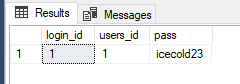 Results Messages
login_id users_id pass
1 1 1 icecold23